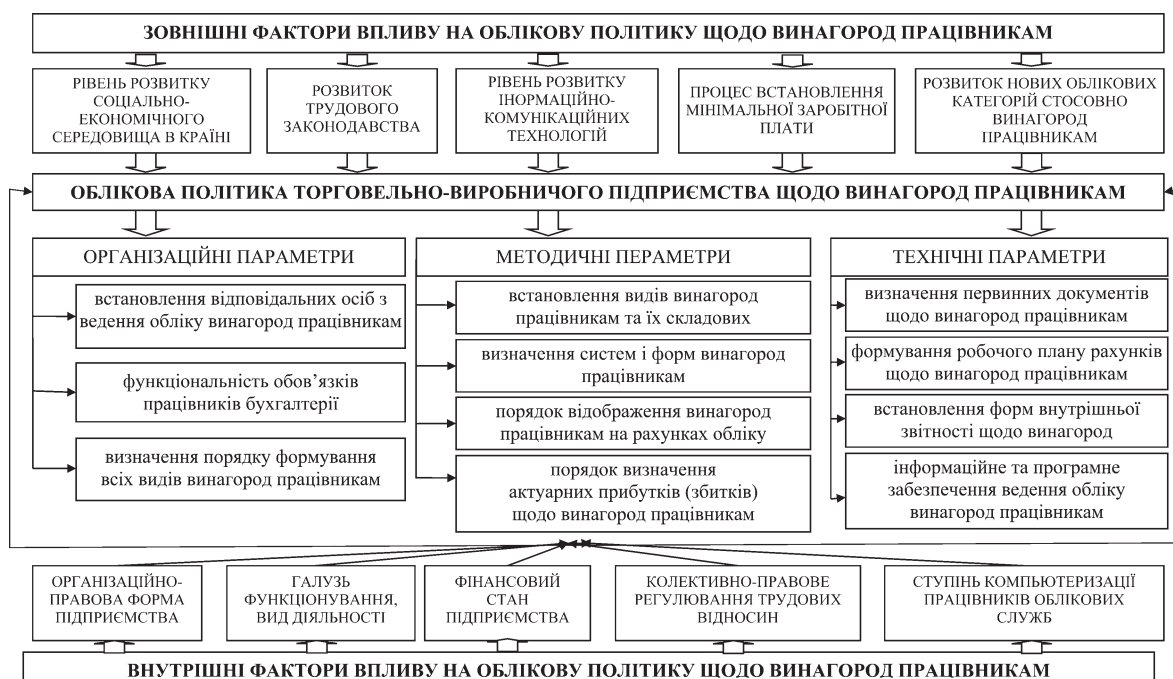 ЗОВНІШНІ ФАКТОРИ ВПЛИВУ НА ОБЛІКОВУ ПОЛІТИКУ ЩОДО ВИНАГОРОД ПРАЦІВНИКАМ
РІВЕНЬ РОЗВИТКУ
СОЦІАЛЬНО-
ЕКОНОМІЧНОГО
СЕРЕДОВИЩА В КРАЇНІ
РОЗВИТОК
ТРУДОВОГО
ЗАКОНОДАВСТВА
РІВЕНЬ РОЗВИТКУ
ІНОРМАЦІЙНО-
КОМУНІКАЦІЙНИХ
ТЕХНОЛОГІЙ
ПРОЦЕС ВСТАНОВЛЕННЯ
МІНІМАЛЬНОЇ ЗАРОБІТНОЇ
ПЛАТИ
РОЗВИТОК НОВИХ ОБЛІКОВИХ
КАТЕГОРІЙ СТОСОВНО
ВИНАГОРОД
ПРАЦІВНИКАМ
ОБЛІКОВА ПОЛІТИКА ТОРГОВЕЛЬНО-ВИРОБНИЧОГО ПІДПРИЄМСТВА ЩОДО ВИНАГОРОД ПРАЦІВНИКАМ
ОРГАНІЗАЦІЙНІ ПАРАМЕТРИ
встановлення відповідальних осіб з
ведення обліку винагород працівникам
функціональність обов’язків
працівників бухгалтерії
визначення порядку формування
всіх видів винагород працівникам
МЕТОДИЧНІ ПЕРАМЕТРИ
встановлення видів винагород
працівникам та їх складових
визначення систем і форм винагород
працівникам
порядок відображення винагород
працівникам на рахунках обліку
порядок визначення
актуарних прибутків (збитків)
щодо винагород працівникам
ТЕХНІЧНІ ПАРАМЕТРИ
визначення первинних документів
щодо винагород працівникам
формування робочого плану рахунків
щодо винагород працівникам
встановлення форм внутрішньої
звітності щодо винагород
інформаційне та програмне
забезпечення ведення обліку
винагород працівникам
ОРГАНІЗАЦІЙНО-
ПРАВОВА ФОРМА
ПІДПРИЄМСТВА
ГАЛУЗЬ
ФУНКЦІОНУВАННЯ,
ВИД ДІЯЛЬНОСТІ
ФІНАНСОВИЙ
СТАН
ПІДПРИЄМСТВА
КОЛЕКТИВНО-ПРАВОВЕ
РЕГУЛЮВАННЯ ТРУДОВИХ
ВІДНОСИН
СТУПІНЬ КОМПЬЮТЕРИЗАЦІЇ
ПРАЦІВНИКІВ ОБЛІКОВИХ
СЛУЖБ
ВНУТРІШНІ ФАКТОРИ ВПЛИВУ НА ОБЛІКОВУ ПОЛІТИКУ ЩОДО ВИНАГОРОД ПРАЦІВНИКАМ